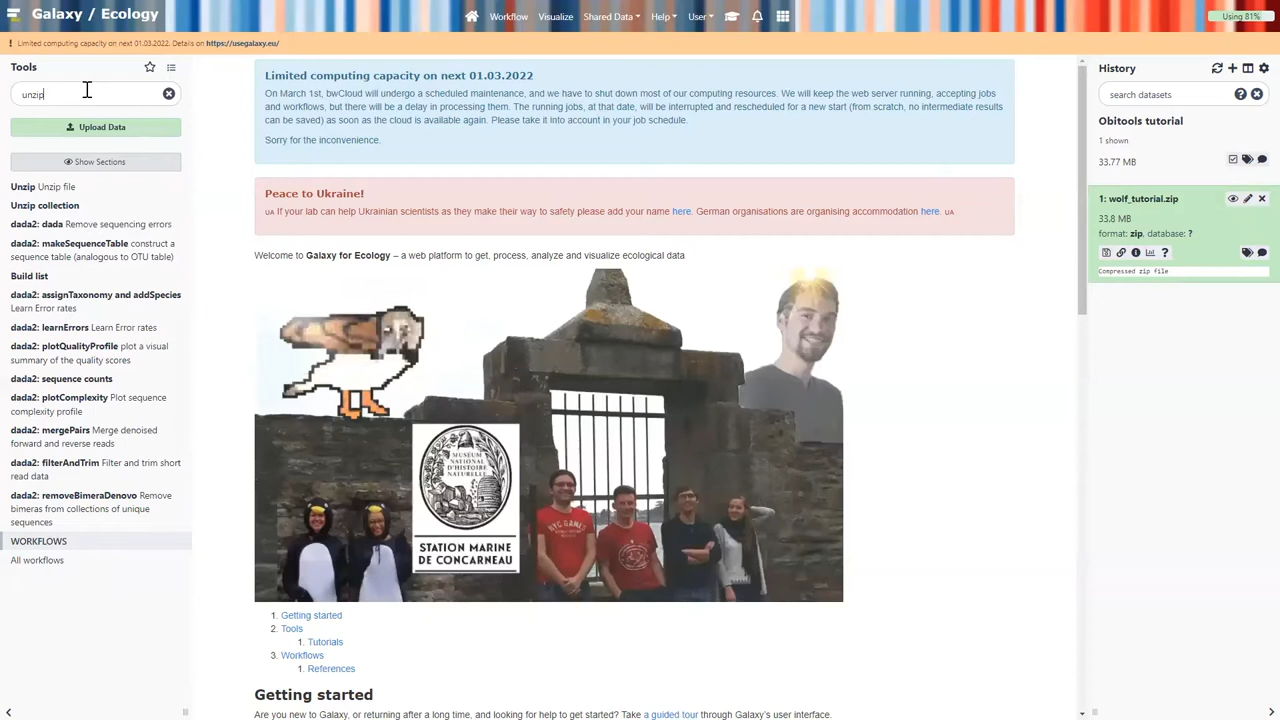 Galaxy / Ecology
Workflow Visualize Shared Data Help User
Using 81%
Limited computing capacity on next 01.03.2022. Details on https://usegalaxy.eu/
Tools
unzip
Upload Data
Show Sections
Unzip Unzip file
Unzip collection
dada2: dada Remove sequencing errors
dada2: makeSequenceTable construct a
sequence table (analogous to OTU table)
Build list
dada2: assignTaxonomy and addSpecies
Learn Error rates
dada2: learnErrors Learn Error rates
dada2: plotQualityProfile plot a visual
summary of the quality scores
dada2: sequence counts
dada2: plotComplexity Plot sequence
complexity profile
dada2: mergePairs Merge denoised
forward and reverse reads
dada2: filterAndTrim Filter and trim short
read data
dada2: removeBimeraDenovo Remove
bimeras from collections of unique
sequences
WORKFLOWS
All workflows
Limited computing capacity on next 01.03.2022
On March 1st, bwCloud will undergo a scheduled maintenance, and we have to shut down most of our computing resources. We will keep the web server running, accepting jobs
and workflows, but there will be a delay in processing them. The running jobs, at that date, will be interrupted and rescheduled for a new start (from scratch, no intermediate results
can be saved) as soon as the cloud is available again. Please take it into account in your job schedule.
Sorry for the inconvenience.
Peace to Ukraine!
UA If your lab can help Ukrainian scientists as they make their way to safety please add your name here. German organisations are organising accommodation here. UA
Welcome to Galaxy for Ecology – a web platform to get, process, analyze and visualize ecological data
MUSEUM
NATIONAL
D'HISTOIRE
NATURELLE
STATION MARINE
DE CONCARNEAU
NYC GAMES
1. Getting started
2. Tools
1. Tutorials
3. Workflows
1. References
Getting started
Are you new to Galaxy, or returning after a long time, and looking for help to get started? Take a guided tour through Galaxy's user interface.
History
search datasets
Obitools tutorial
1 shown
33.77 MB
1: wolf_tutorial.zip
33.8 MB
format: zip, database: ?
Compressed zip file